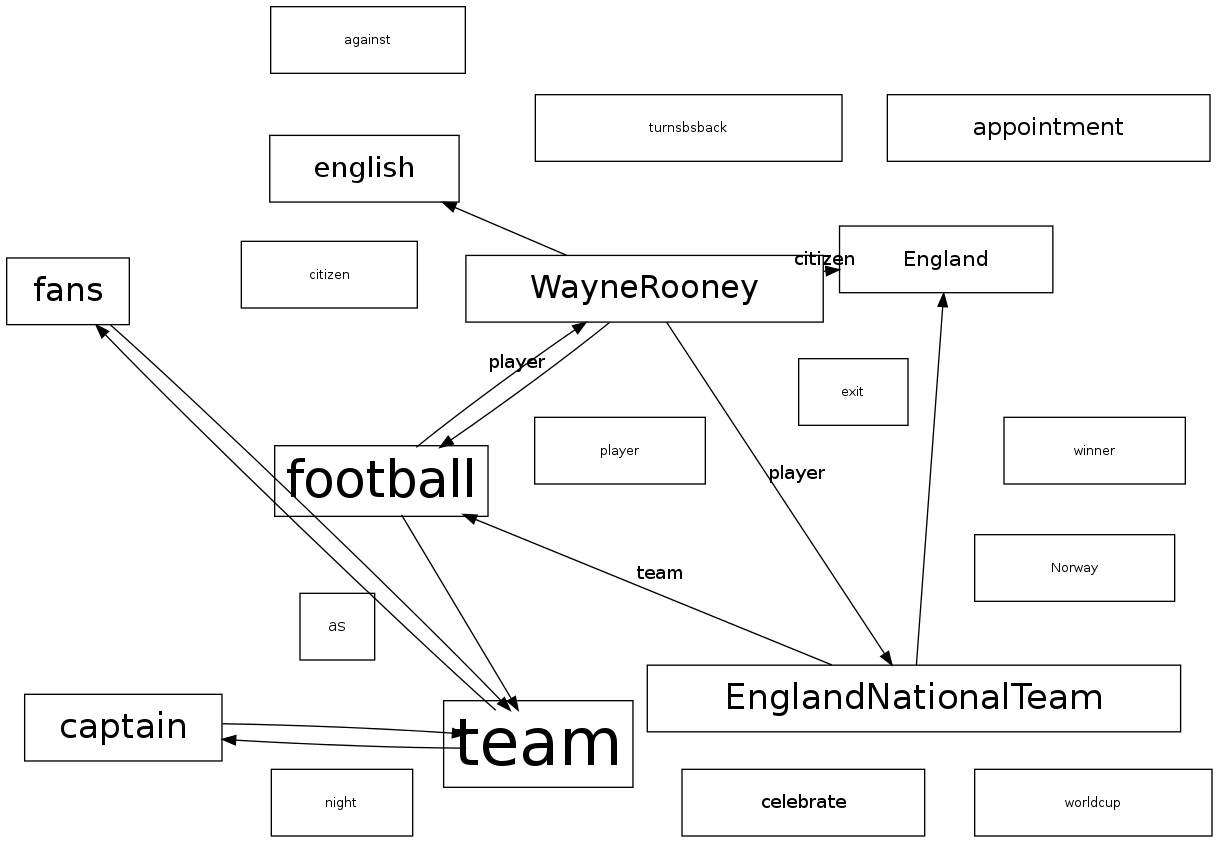 against
turnsbsback
appointment
english
citizen
England
citizen
fans
WayneRooney
player
exit
football
player
player
winner
team
Norway
as
captain
team
EnglandNationalTeam
night
celebrate
worldcup